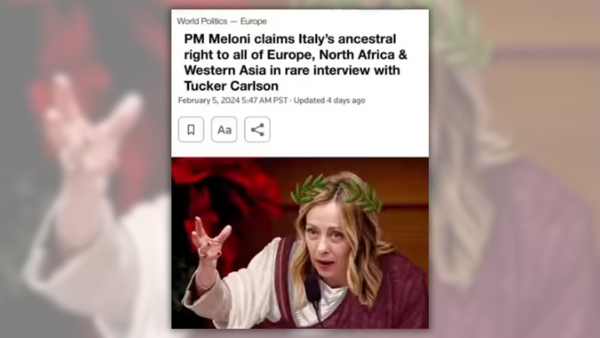 World Politics — Europe
PM Meloni claims Italy's ancestral
right to all of Europe, North Africa &
Western Asia in rare interview with
Tucker Carlson
February 5, 2024 5:47 AM PST · Updated 4 days ago
Aa